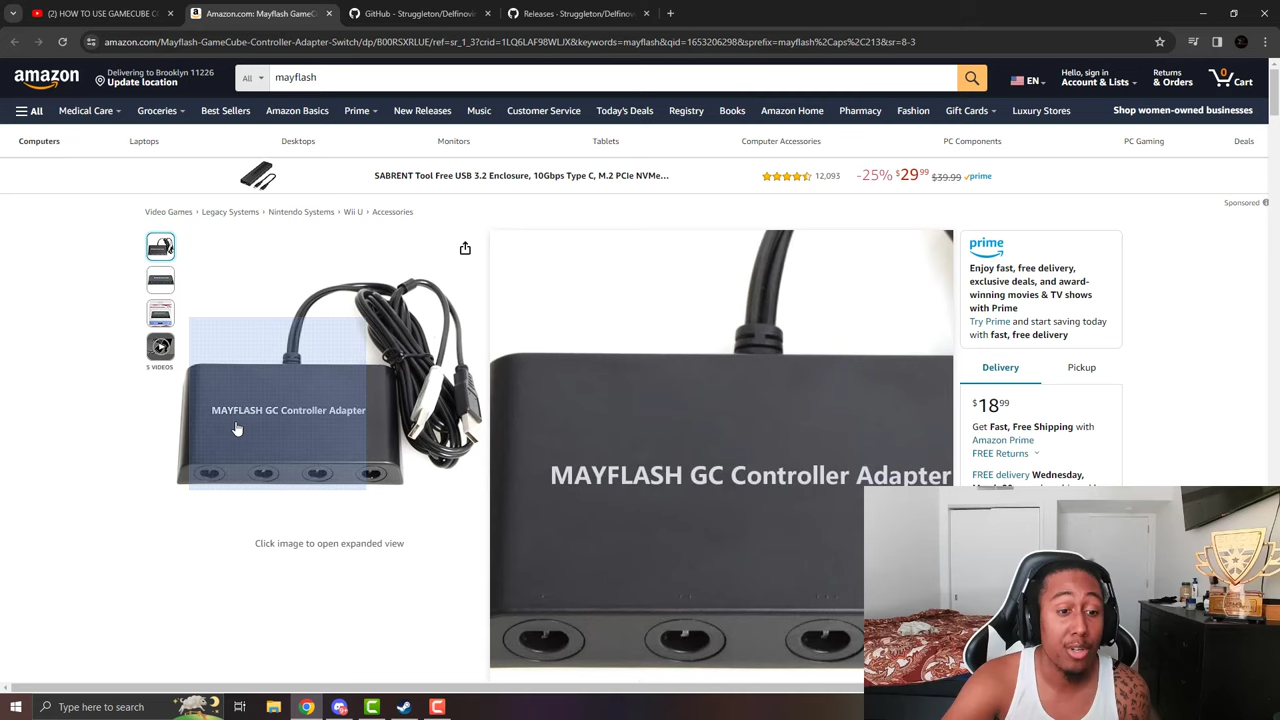 (2) HOW TO USE GAMECUBE C
Amazon.com: Mayflash GameC
GitHub - Struggleton/Delfinovin
Releases - Struggleton/Delfinov
amazon.com/Mayflash-GameCube-Controller-Adapter-Switch/dp/B00RSXRLUE/ref=sr_1_3?crid=1LQ6LAF98WLJX&keywords=mayflash&qid=1653206298&sprefix=mayflash%2Caps%2C213&sr=8-3
amazon
Delivering to Brooklyn 11226
Update location
All
mayflash
EN
Hello, sign in
Account & Lists
Returns
& Orders
0
Cart
All Medical Care Groceries Best Sellers Amazon Basics Prime New Releases Music Customer Service Today's Deals Registry Books Amazon Home Pharmacy Fashion Gift Cards Luxury Stores Shop women-owned businesses
Computers Laptops Desktops Monitors Tablets Computer Accessories PC Components PC Gaming Deals
SABRENT Tool Free USB 3.2 Enclosure, 10Gbps Type C, M.2 PCIe NVMe... 12,093 -25% $29.99 $39.99 prime
Sponsored
Video Games › Legacy Systems › Nintendo Systems › Wii U › Accessories
5 VIDEOS
MAYFLASH GC Controller Adapter
Click image to open expanded view
MAYFLASH GC Controller Adapter
prime
Enjoy fast, free delivery,
exclusive deals, and award-
winning movies & TV shows
with Prime
Try Prime and start saving today
with fast, free delivery
Delivery Pickup
$18.99
Get Fast, Free Shipping with
Amazon Prime
FREE Returns
FREE delivery Wednesday,
Type here to search